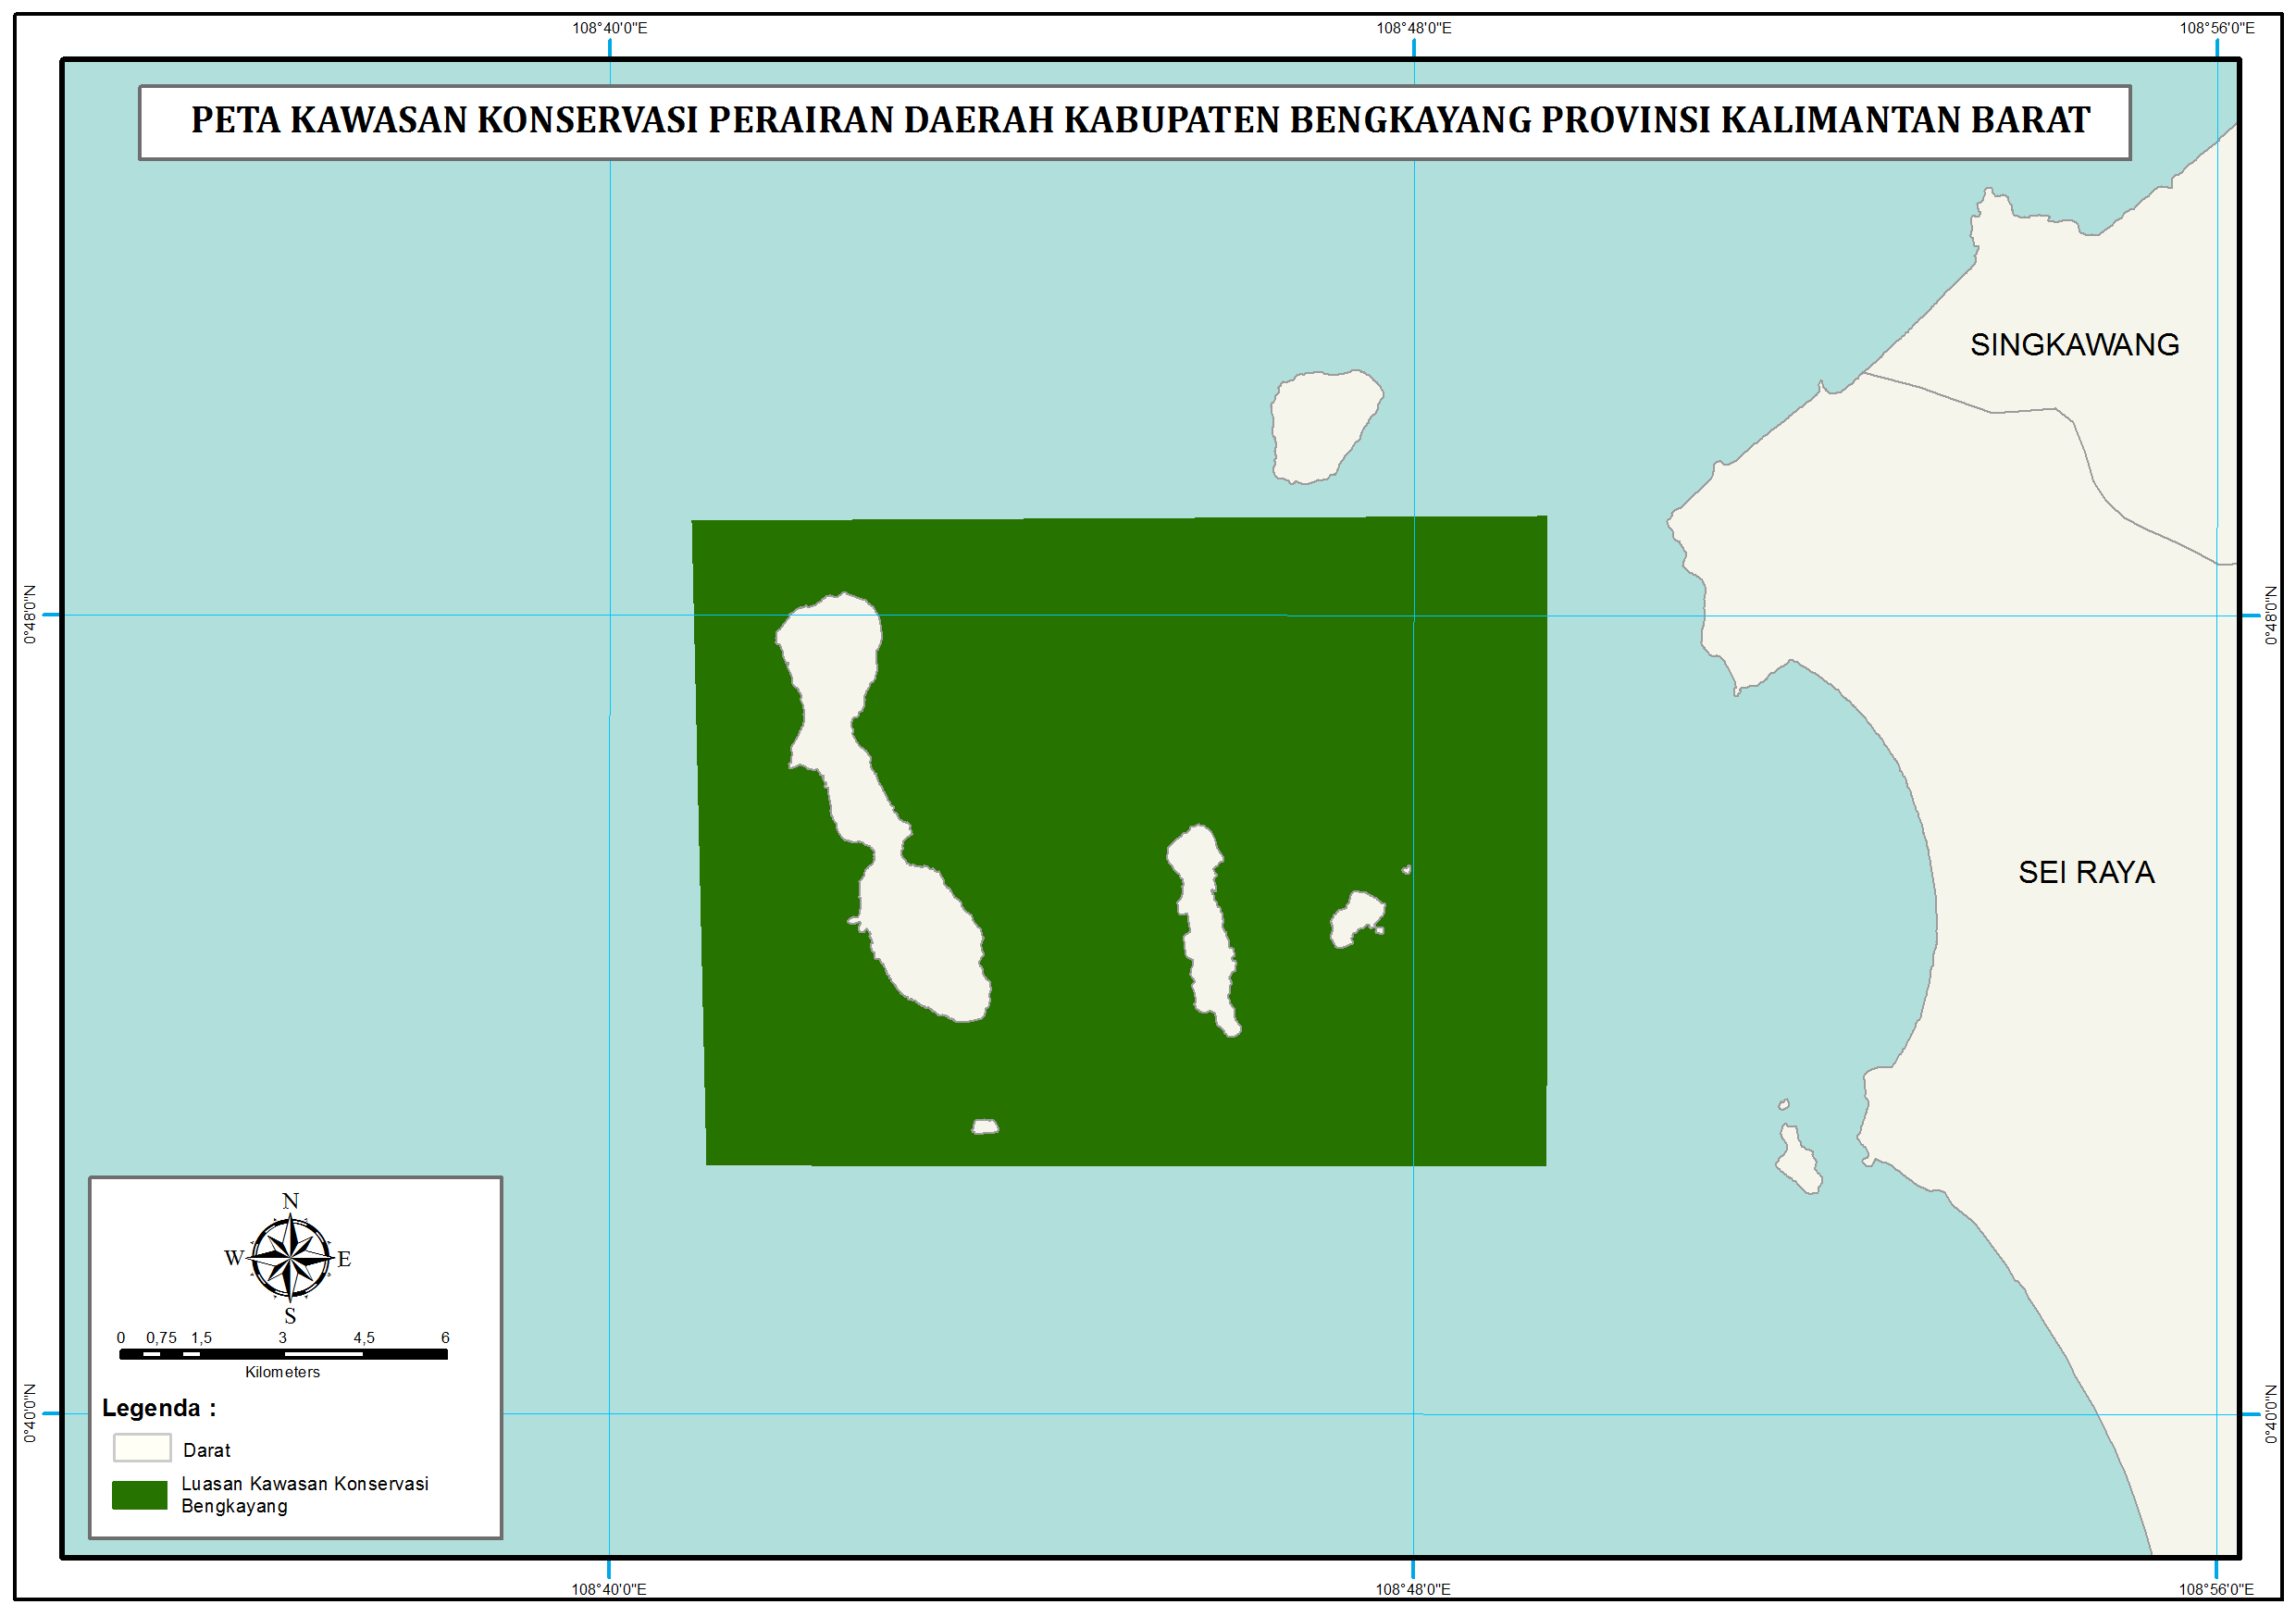 108°40'0"E
108°48'0"E
108°56'0"E
PETA KAWASAN KONSERVASI PERAIRAN DAERAH KABUPATEN BENGKAYANG PROVINSI KALIMANTAN BARAT
SINGKAWANG
0°48'0"N
0°48'0"N
SEI RAYA
N
W
E
S
0 0,75 1,5 3 4,5 6
Kilometers
0°40'0"N
0°40'0"N
Legenda :
Darat
Luasan Kawasan Konservasi
Bengkayang
108°40'0"E
108°48'0"E
108°56'0"E